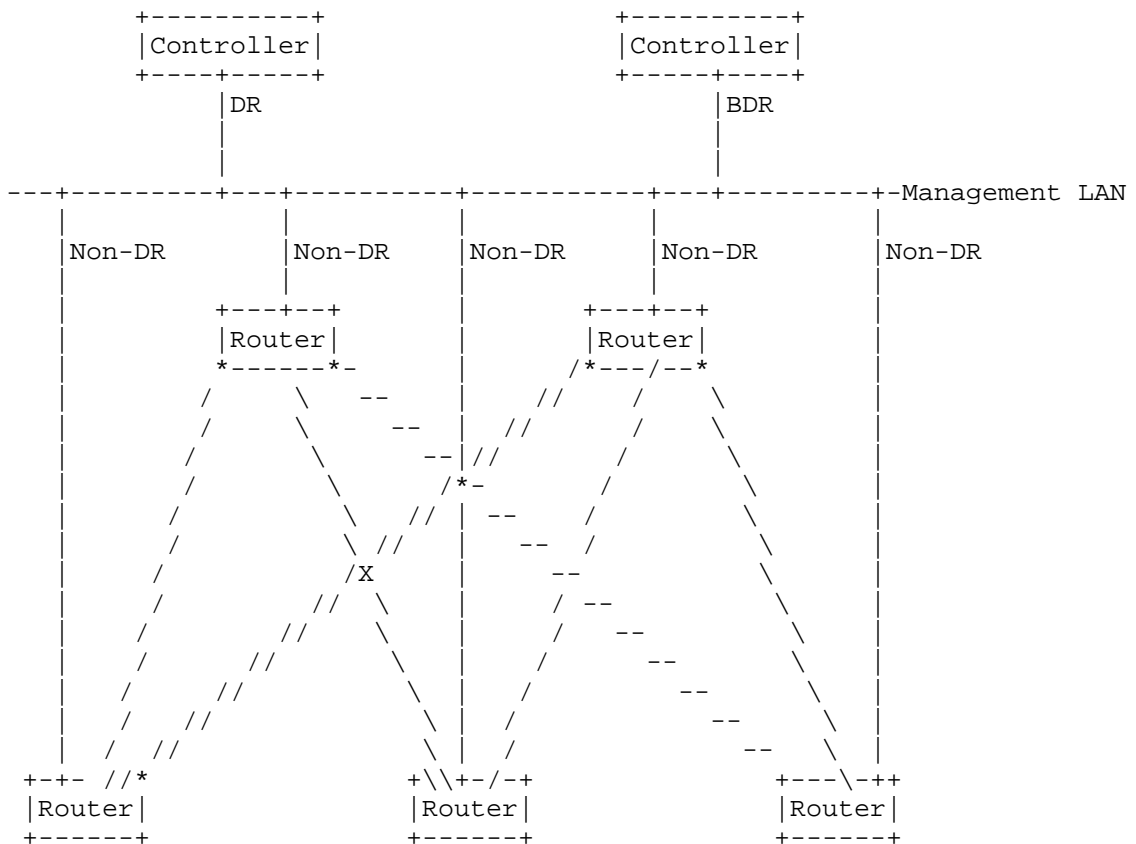 Controller Controller
DR BDR
Management LAN
Non-DR Non-DR Non-DR Non-DR Non-DR
Router Router
X
Router Router Router